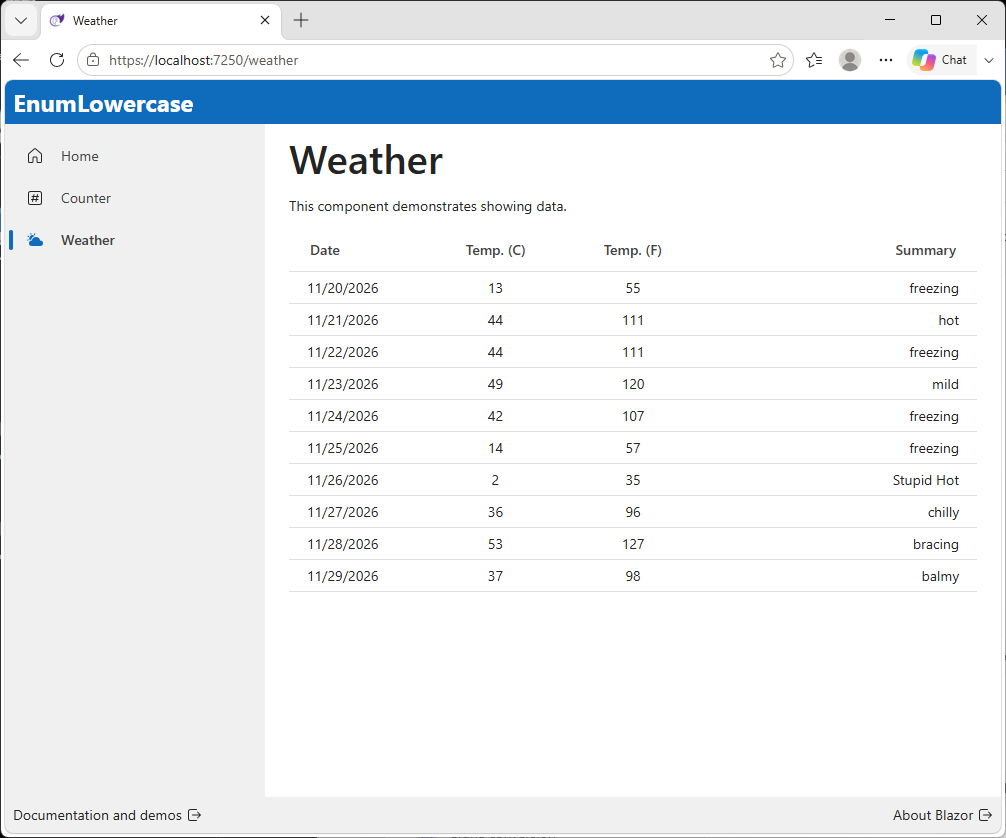 Weather
https://localhost:7250/weather
Chat
EnumLowercase
Home
Counter
Weather
Weather
This component demonstrates showing data.
Date Temp. (C) Temp. (F) Summary
11/20/2026 13 55 freezing
11/21/2026 44 111 hot
11/22/2026 44 111 freezing
11/23/2026 49 120 mild
11/24/2026 42 107 freezing
11/25/2026 14 57 freezing
11/26/2026 2 35 Stupid Hot
11/27/2026 36 96 chilly
11/28/2026 53 127 bracing
11/29/2026 37 98 balmy
Documentation and demos About Blazor